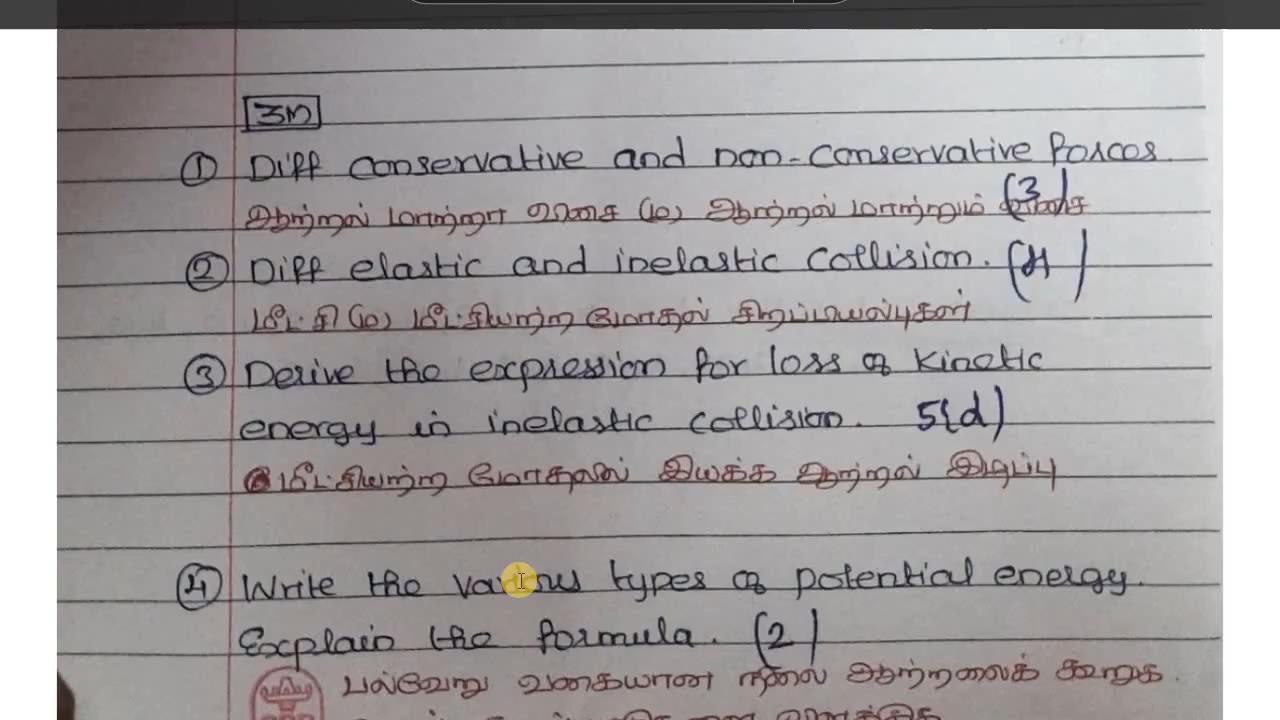 3M
① Diff conservative and non-conservative Forces.
ஆற்றல் மாற்றா விசை (ம) ஆற்றல் மாற்றும் விசை (3)
② Diff elastic and inelastic collision. (4)
மீட்சி (ம) மீட்சியற்ற மோதல் சிறப்பியல்புகள்
③ Derive the expression for loss of kinetic
energy in inelastic collision. 5(d)
மீட்சியற்ற மோதலில் இயக்க ஆற்றல் இழப்பு
④ Write the various types of potential energy.
Explain the formula. (2)
பல்வேறு வகையான நிலை ஆற்றலைக் கூறுக.